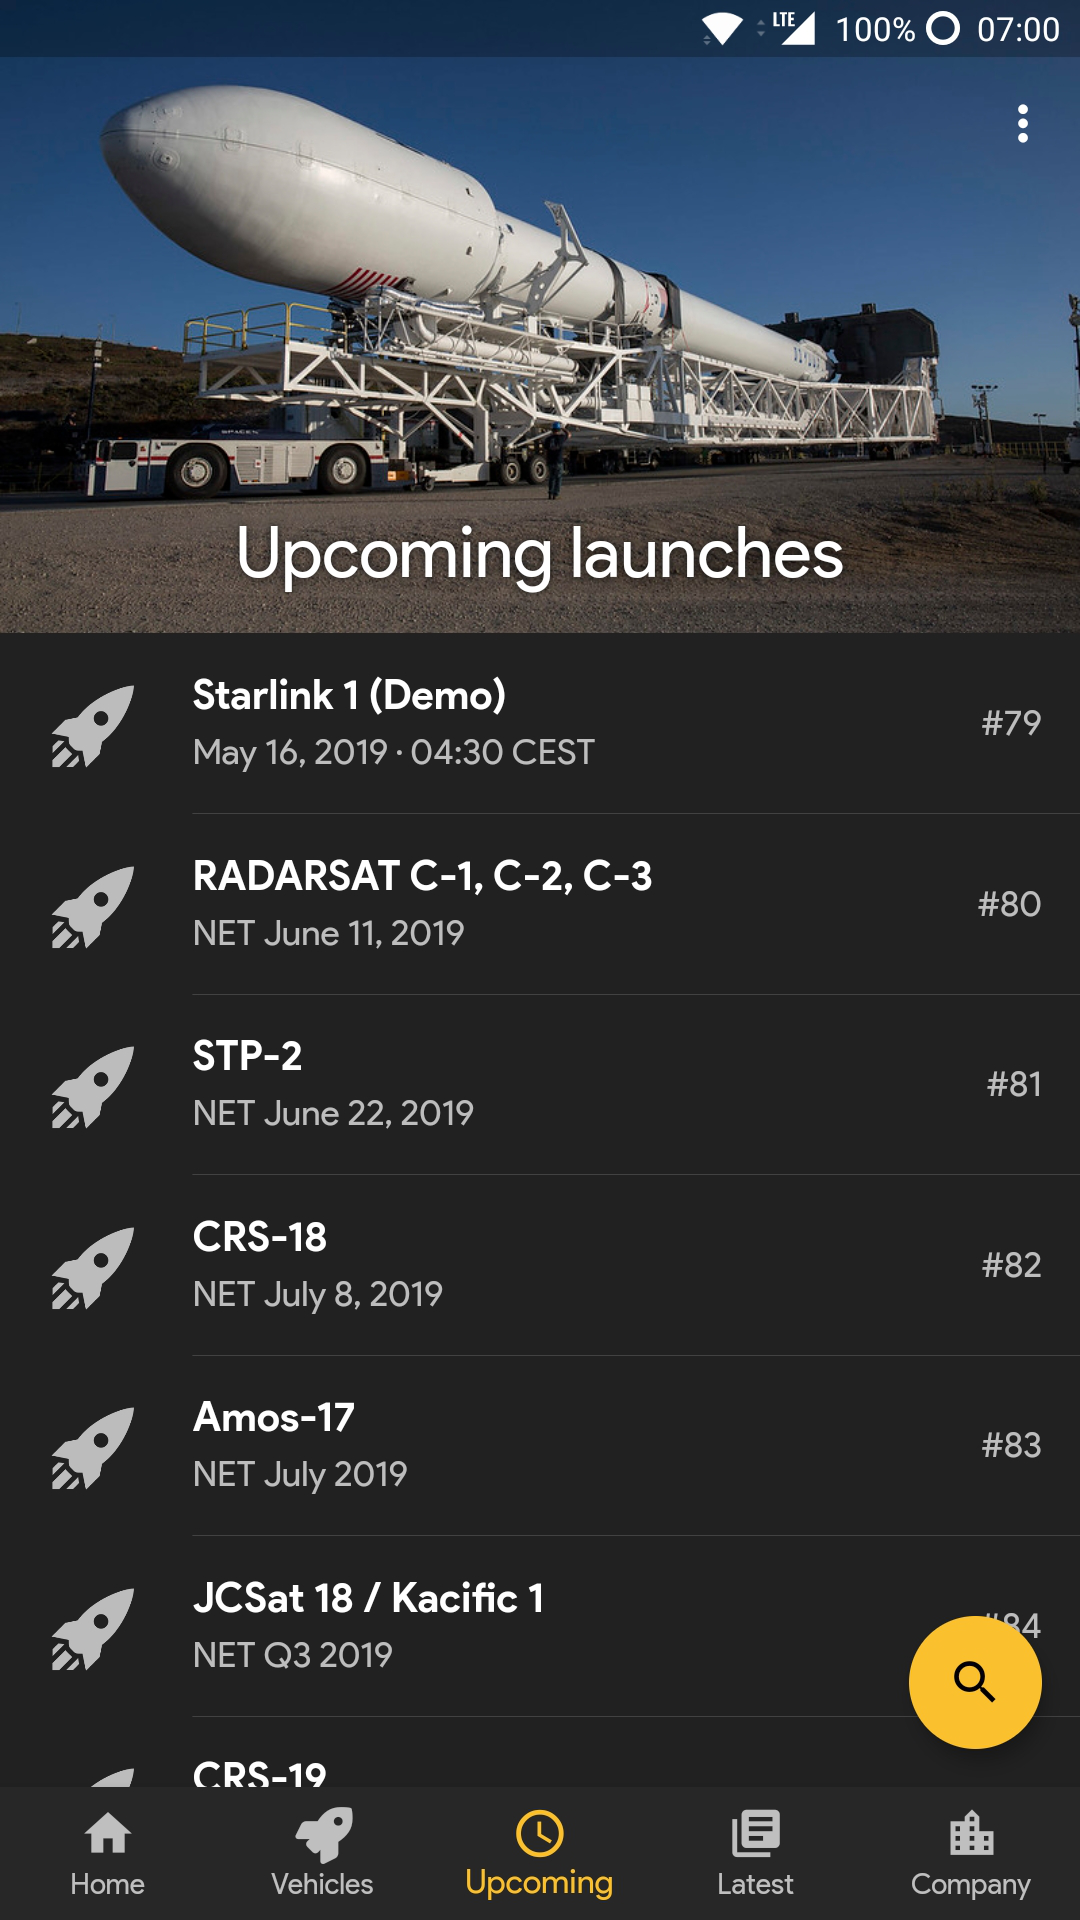 LTE 100% 07:00
SPACEX
Upcoming launches
Starlink 1 (Demo)
May 16, 2019 · 04:30 CEST
#79
RADARSAT C-1, C-2, C-3
NET June 11, 2019
#80
STP-2
NET June 22, 2019
#81
CRS-18
NET July 8, 2019
#82
Amos-17
NET July 2019
#83
JCSat 18 / Kacific 1
NET Q3 2019
#84
CRS-19
Home Vehicles Upcoming Latest Company